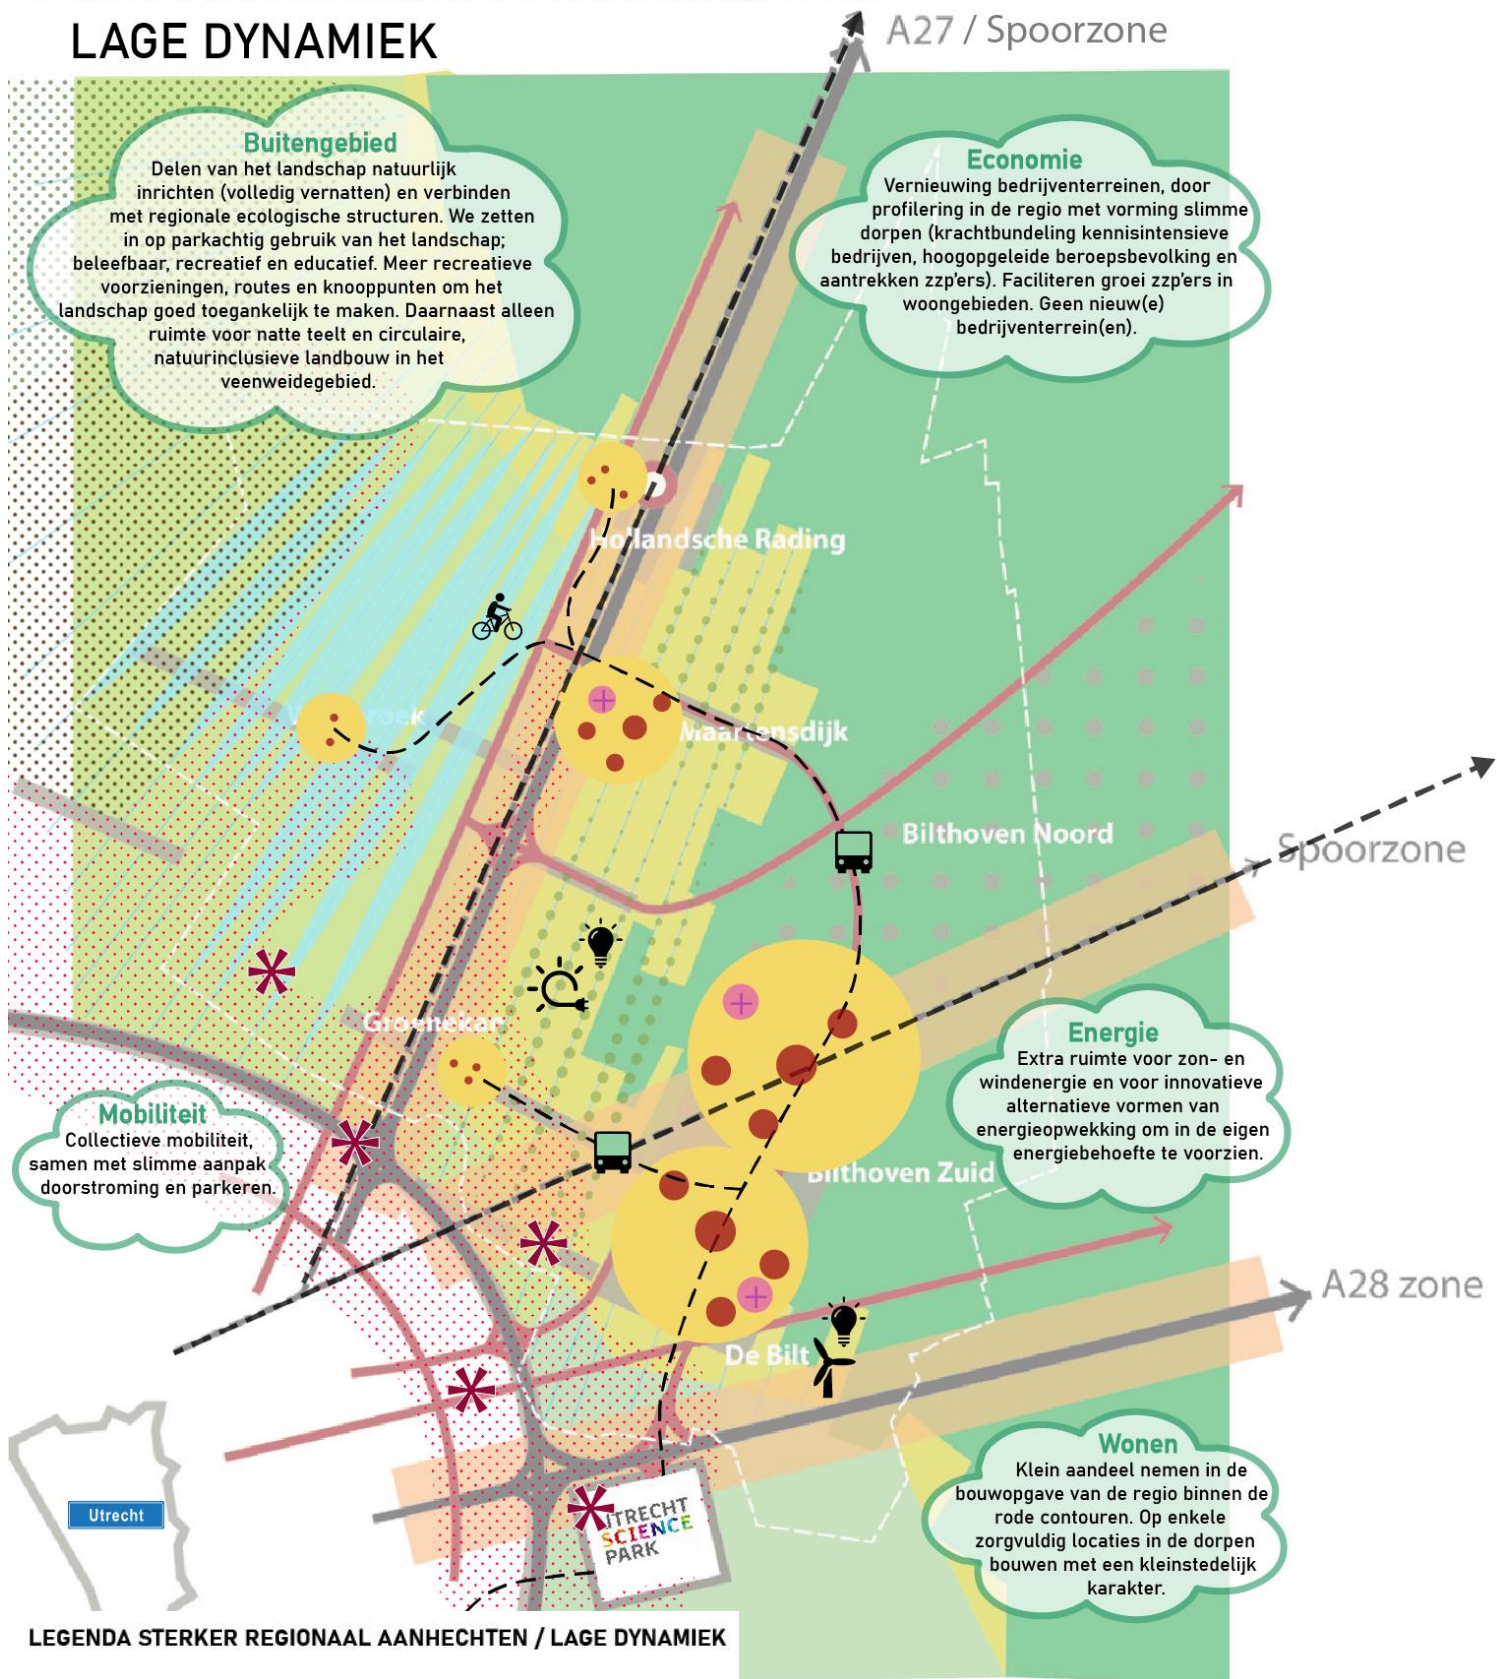 LAGE DYNAMIEK
A27 / Spoorzone
Buitengebied
Delen van het landschap natuurlijk
inrichten (volledig vernatten) en verbinden
met regionale ecologische structuren. We zetten
in op parkachtig gebruik van het landschap;
beleefbaar, recreatief en educatief. Meer recreatieve
voorzieningen, routes en knooppunten om het
landschap goed toegankelijk te maken. Daarnaast alleen
ruimte voor natte teelt en circulaire,
natuurinclusieve landbouw in het
veenweidegebied.
Economie
Vernieuwing bedrijventerreinen, door
profilering in de regio met vorming slimme
dorpen (krachtbundeling kennisintensieve
bedrijven, hoogopgeleide beroepsbevolking en
aantrekken zzp'ers). Faciliteren groei zzp'ers in
woongebieden. Geen nieuw(e)
bedrijventerrein(en).
Hollandsche Rading
Maartensdijk
Bilthoven Noord
Spoorzone
Groenekan
Energie
Extra ruimte voor zon- en
windenergie en voor innovatieve
alternatieve vormen van
energieopwekking om in de eigen
energiebehoefte te voorzien.
Mobiliteit
Collectieve mobiliteit,
samen met slimme aanpak
doorstroming en parkeren.
Bilthoven Zuid
A28 zone
De Bilt
Wonen
Klein aandeel nemen in de
bouwopgave van de regio binnen de
rode contouren. Op enkele
zorgvuldig locaties in de dorpen
bouwen met een kleinstedelijk
karakter.
Utrecht
UTRECHT
SCIENCE
PARK
LEGENDA STERKER REGIONAAL AANHECHTEN / LAGE DYNAMIEK